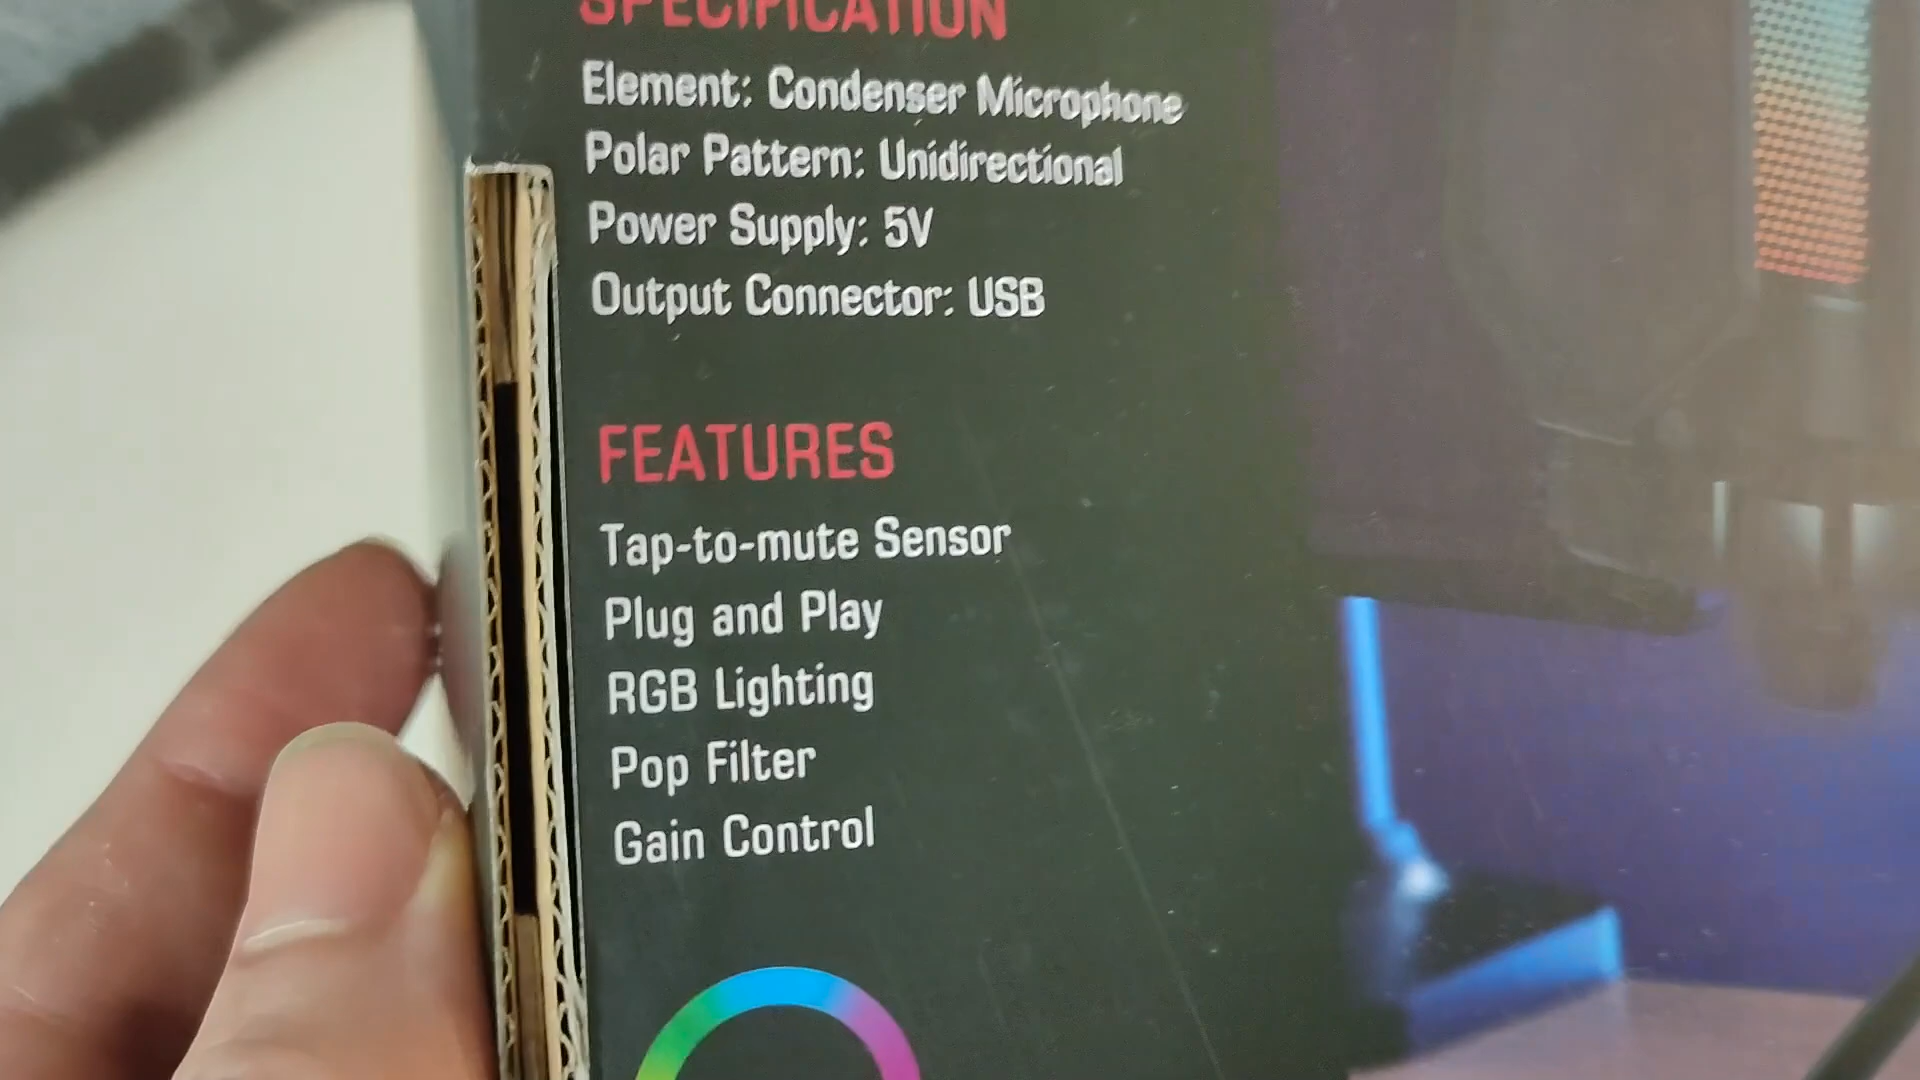 SPECIFICATION
Element: Condenser Microphone
Polar Pattern: Unidirectional
Power Supply: 5V
Output Connector: USB
FEATURES
Tap-to-mute Sensor
Plug and Play
RGB Lighting
Pop Filter
Gain Control